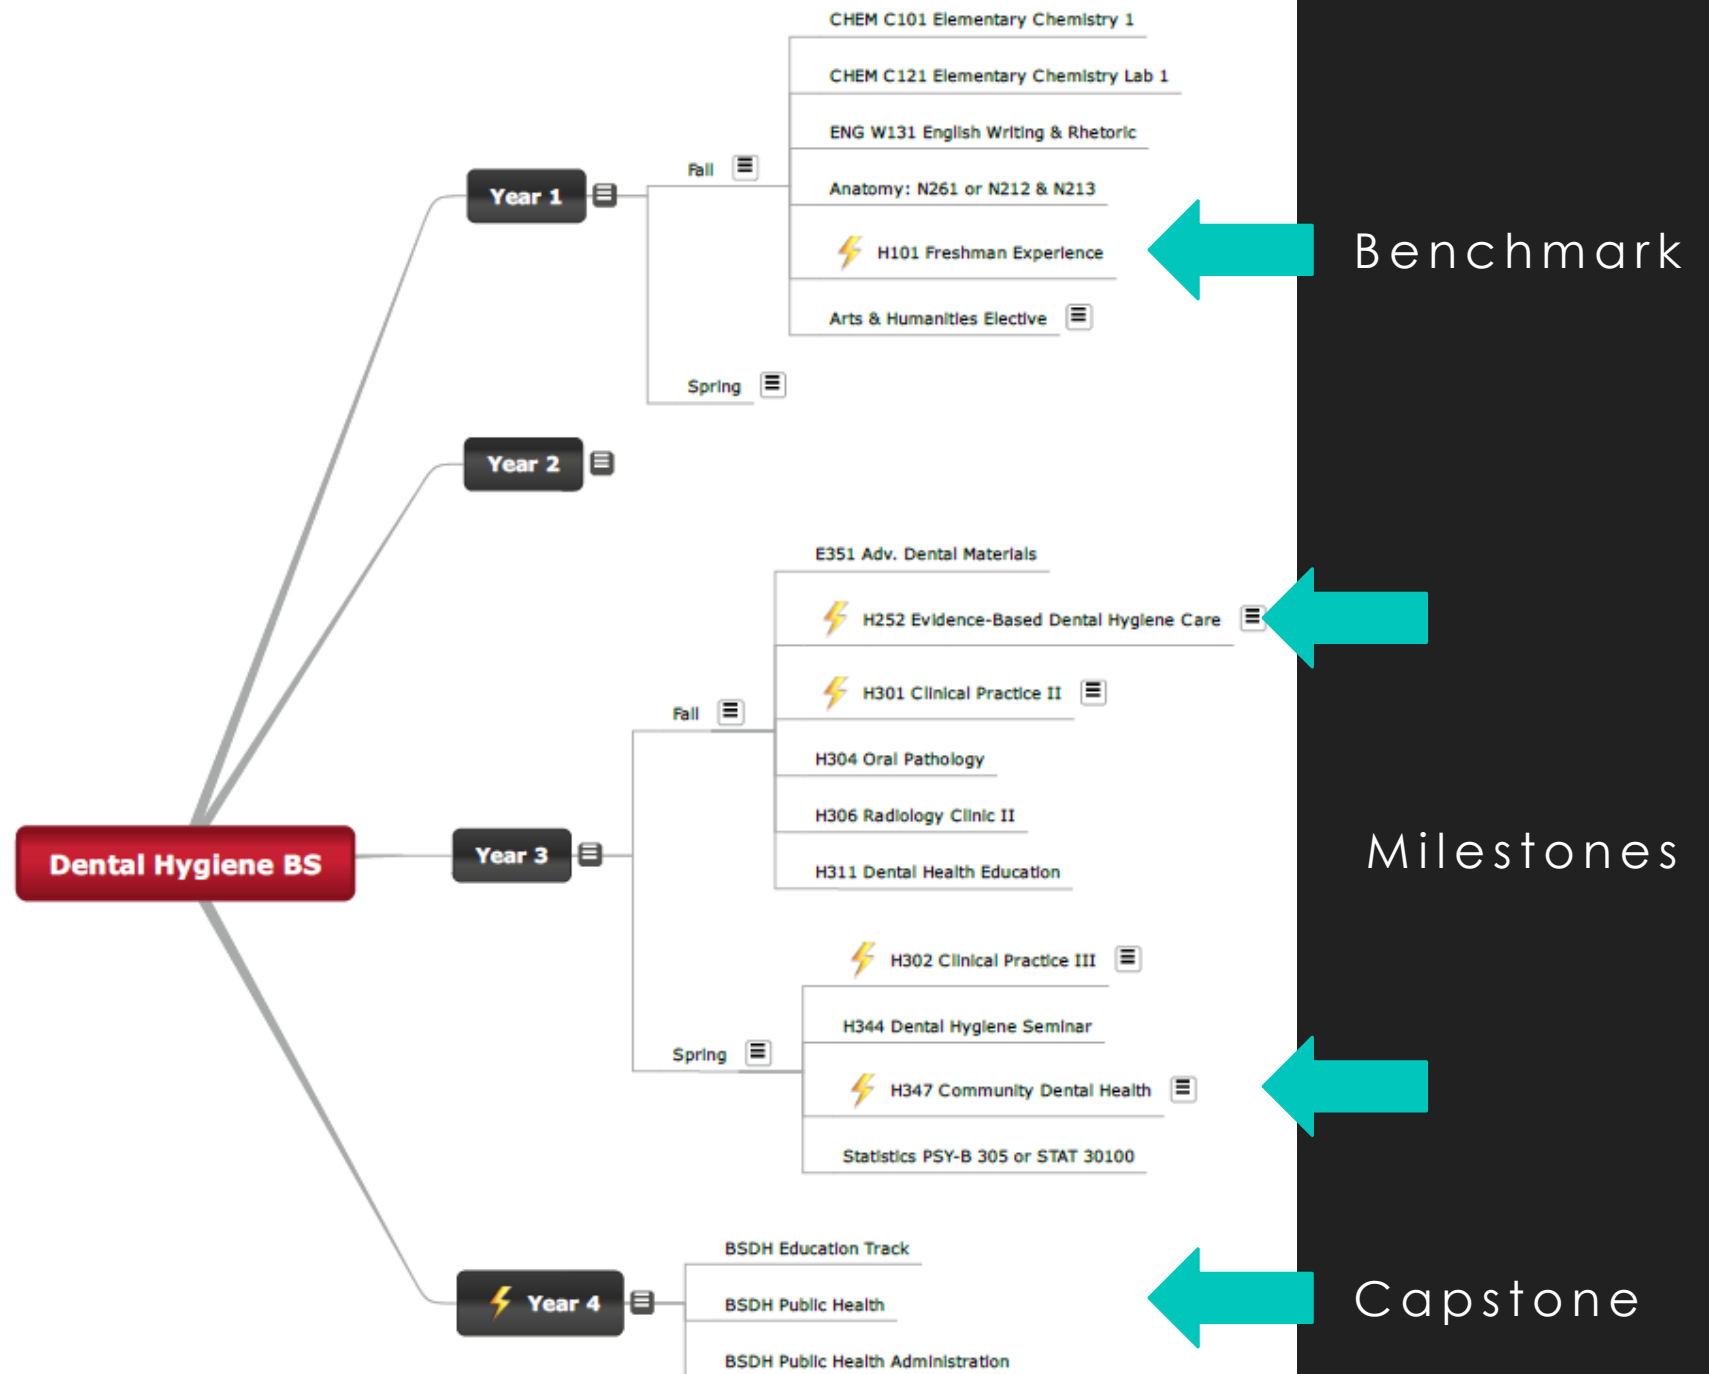 CHEM C101 Elementary Chemistry 1
CHEM C121 Elementary Chemistry Lab 1
ENG W131 English Writing & Rhetoric
Fall
Year 1
Anatomy: N261 or N212 & N213
H101 Freshman Experience
Benchmark
Arts & Humanities Elective
Spring
Year 2
E351 Adv. Dental Materials
H252 Evidence-Based Dental Hygiene Care
H301 Clinical Practice II
Fall
H304 Oral Pathology
H306 Radiology Clinic II
Dental Hygiene BS
Year 3
Milestones
H311 Dental Health Education
H302 Clinical Practice III
H344 Dental Hygiene Seminar
Spring
H347 Community Dental Health
Statistics PSY-B 305 or STAT 30100
BSDH Education Track
Year 4
BSDH Public Health
Capstone
BSDH Public Health Administration